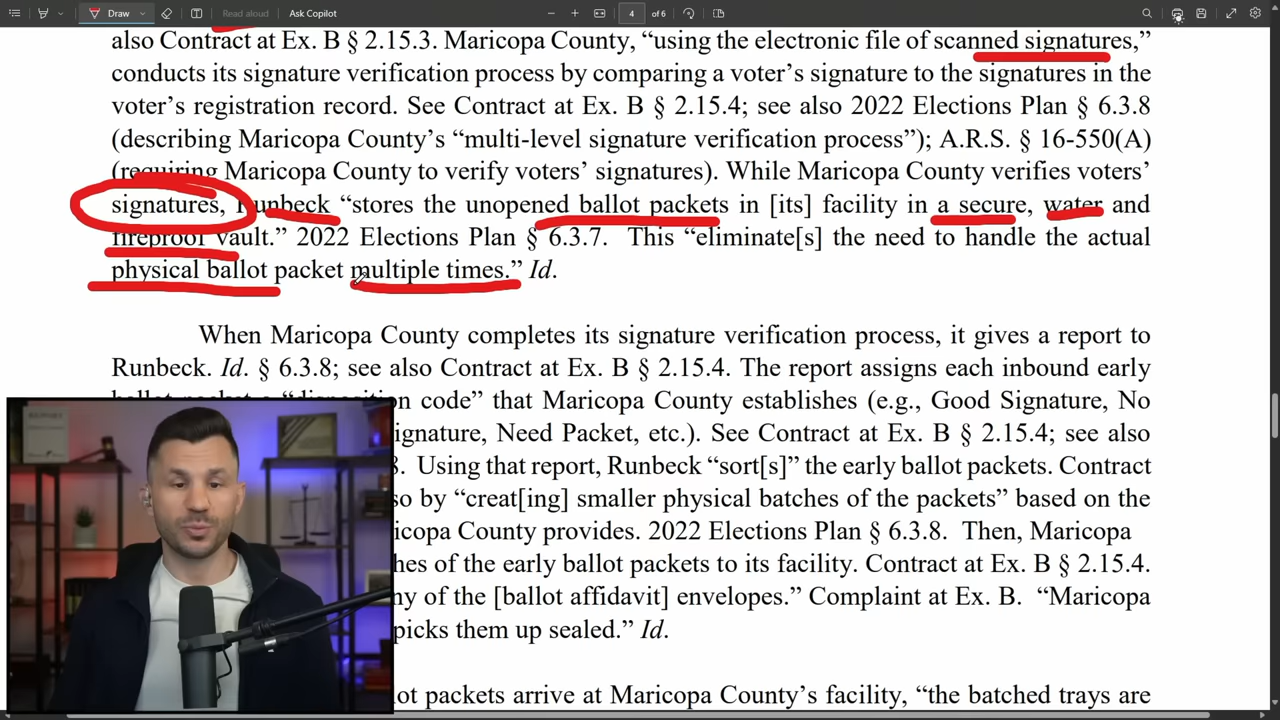 Draw
Read aloud
Ask Copilot
4 of 6
also Contract at Ex. B § 2.15.3. Maricopa County, “using the electronic file of scanned signatures,”
conducts its signature verification process by comparing a voter’s signature to the signatures in the
voter’s registration record. See Contract at Ex. B § 2.15.4; see also 2022 Elections Plan § 6.3.8
(describing Maricopa County’s “multi-level signature verification process”); A.R.S. § 16-550(A)
(requiring Maricopa County to verify voters’ signatures). While Maricopa County verifies voters’
signatures, Runbeck “stores the unopened ballot packets in [its] facility in a secure, water and
fireproof vault.” 2022 Elections Plan § 6.3.7. This “eliminate[s] the need to handle the actual
physical ballot packet multiple times.” Id.
When Maricopa County completes its signature verification process, it gives a report to
Runbeck. Id. § 6.3.8; see also Contract at Ex. B § 2.15.4. The report assigns each inbound early
ballot packet a “disposition code” that Maricopa County establishes (e.g., Good Signature, No
ignature, Need Packet, etc.). See Contract at Ex. B § 2.15.4; see also
8. Using that report, Runbeck “sort[s]” the early ballot packets. Contract
so by “creat[ing] smaller physical batches of the packets” based on the
icopa County provides. 2022 Elections Plan § 6.3.8. Then, Maricopa
hes of the early ballot packets to its facility. Contract at Ex. B § 2.15.4.
ny of the [ballot affidavit] envelopes.” Complaint at Ex. B. “Maricopa
picks them up sealed.” Id.
lot packets arrive at Maricopa County’s facility, “the batched trays are